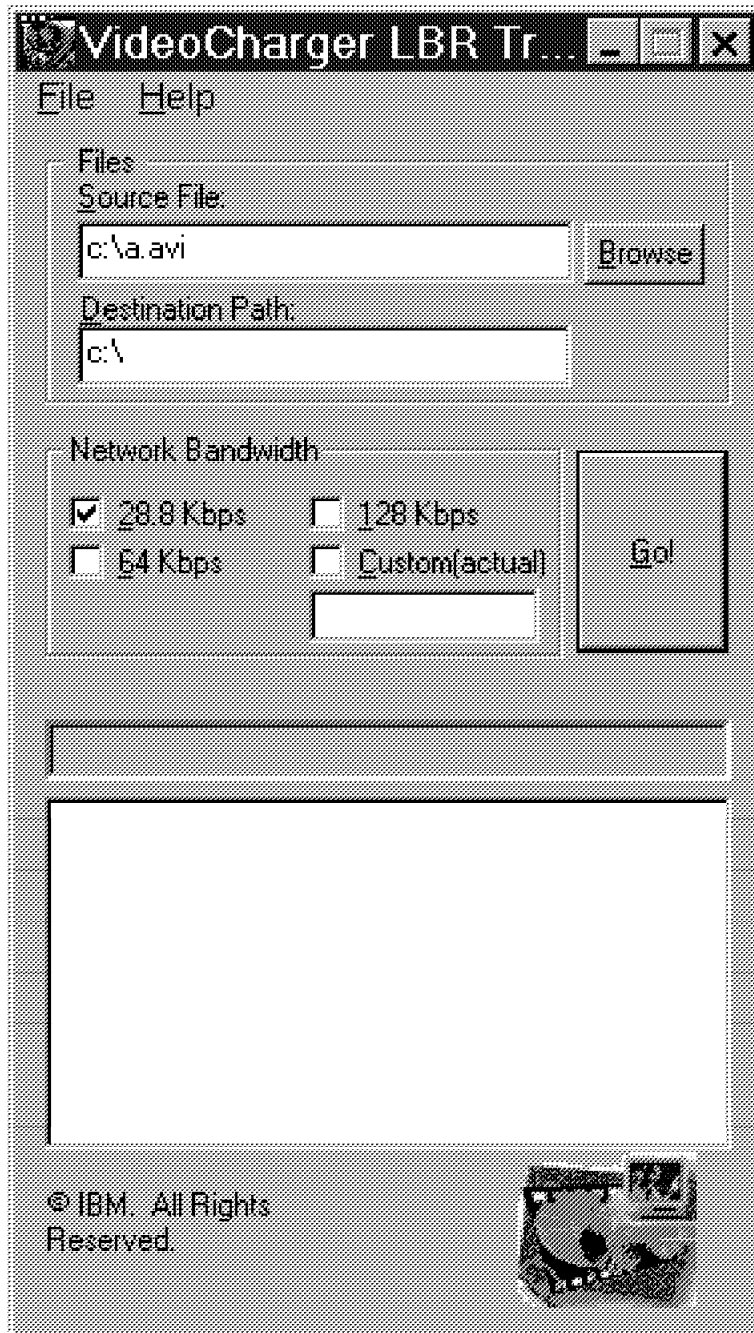 VideoCharger LBR Tr...
File Help
Files
Source File:
c:\a.avi
Browse
Destination Path:
c:\
Network Bandwidth
28.8 Kbps
128 Kbps
64 Kbps
Custom(actual)
Go!
© IBM. All Rights
Reserved.